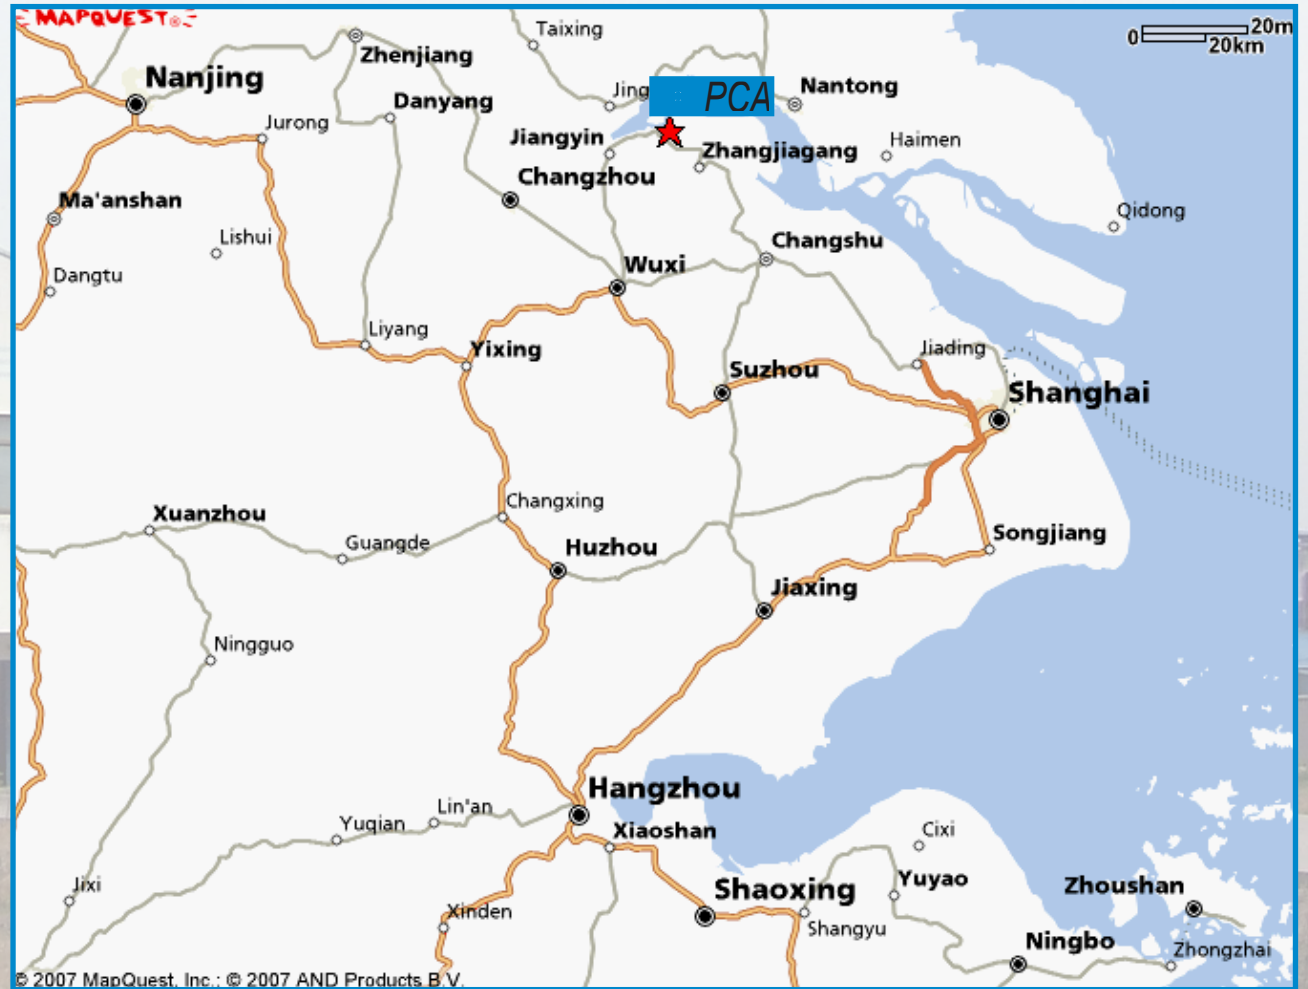 MAPQUEST®
Taixing
20m
0
20km
Zhenjiang
Nanjing
Jing
PCA
Nantong
Danyang
Jurong
Jiangyin
Zhangjiagang
Haimen
Changzhou
Ma'anshan
Qidong
Lishui
Changshu
Wuxi
Dangtu
Liyang
Yixing
Jiading
Suzhou
Shanghai
Changxing
Xuanzhou
Guangde
Huzhou
Songjiang
Jiaxing
Ningguo
Hangzhou
Lin'an
Yuqian
Xiaoshan
Cixi
Jixi
Shaoxing
Yuyao
Zhoushan
Xinden
Shangyu
Ningbo
Zhongzhai
© 2007 MapQuest, Inc.; © 2007 AND Products B.V.